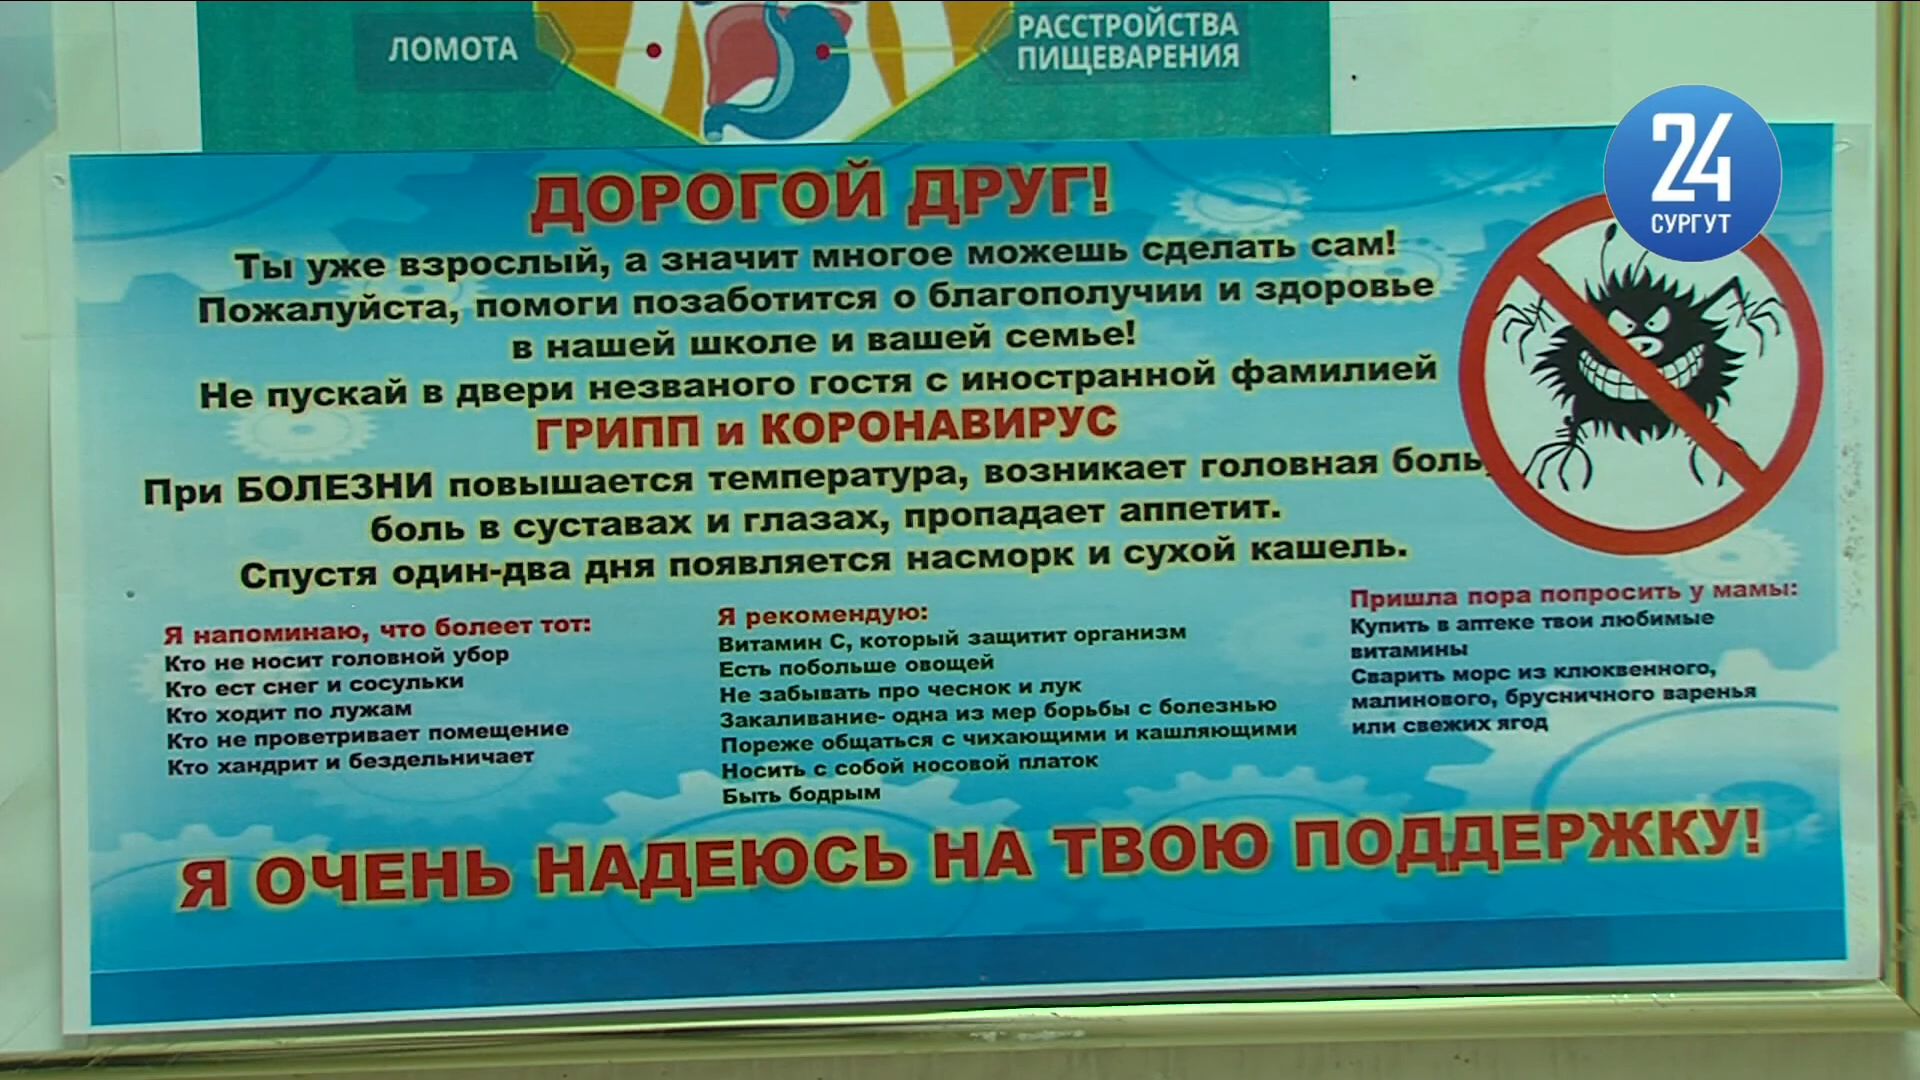 ЛОМОТА
РАССТРОЙСТВА
ПИЩЕВАРЕНИЯ
24
СУРГУТ
ДОРОГОЙ ДРУГ!
Ты уже взрослый, а значит многое можешь сделать сам!
Пожалуйста, помоги позаботится о благополучии и здоровье
в нашей школе и вашей семье!
Не пускай в двери незваного гостя с иностранной фамилией
ГРИПП и КОРОНАВИРУС
При БОЛЕЗНИ повышается температура, возникает головная боль,
боль в суставах и глазах, пропадает аппетит.
Спустя один-два дня появляется насморк и сухой кашель.
Я напоминаю, что болеет тот:
Кто не носит головной убор
Кто ест снег и сосульки
Кто ходит по лужам
Кто не проветривает помещение
Кто хандрит и бездельничает
Я рекомендую:
Витамин С, который защитит организм
Есть побольше овощей
Не забывать про чеснок и лук
Закаливание- одна из мер борьбы с болезнью
Пореже общаться с чихающими и кашляющими
Носить с собой носовой платок
Быть бодрым
Пришла пора попросить у мамы:
Купить в аптеке твои любимые
витамины
Сварить морс из клюквенного,
малинового, брусничного варенья
или свежих ягод
Я ОЧЕНЬ НАДЕЮСЬ НА ТВОЮ ПОДДЕРЖКУ!